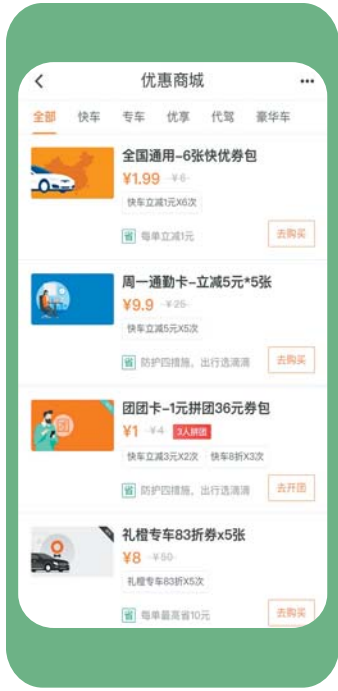 优惠商城
全部 快车 专车 优享 代驾 豪华车
全国通用-6张快优券包
¥1.99 ¥6
快车立减1元X6次
省 每单立减1元 去购买
周一通勤卡-立减5元*5张
¥9.9 ¥25
快车立减5元X5次
省 防护四措施，出行选滴滴 去购买
团团卡-1元拼团36元券包
¥1 ¥4 3人拼团
快车立减3元X2次 快车8折X3次
省 防护四措施，出行选滴滴 去开团
礼橙专车83折券x5张
¥8 ¥50
礼橙专车83折X5次
省 每单最高省10元 去购买